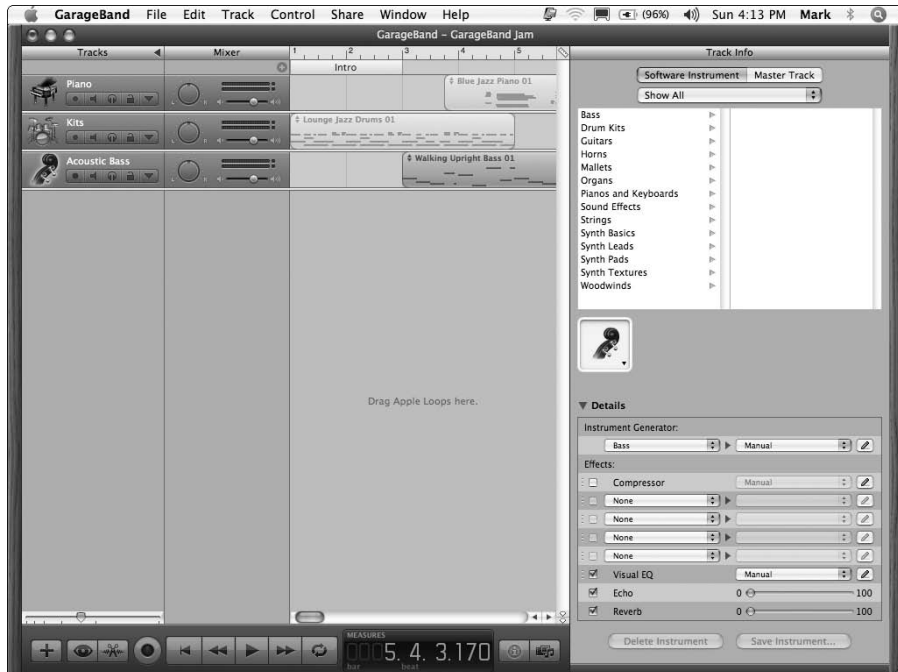 GarageBand File Edit Track Control Share Window Help (96%) Sun 4:13 PM Mark
GarageBand – GarageBand Jam
Tracks Mixer 1 2 3 4 5 Track Info
Intro
Software Instrument Master Track
Show All
Piano
Blue Jazz Piano 01
Kits
Lounge Jazz Drums 01
Acoustic Bass
Walking Upright Bass 01
Bass
Drum Kits
Guitars
Horns
Mallets
Organs
Pianos and Keyboards
Sound Effects
Strings
Synth Basics
Synth Leads
Synth Pads
Synth Textures
Woodwinds
Drag Apple Loops here.
Details
Instrument Generator:
Bass Manual
Effects:
Compressor Manual
None
None
None
None
Visual EQ Manual
Echo 0 100
Reverb 0 100
Delete Instrument Save Instrument...
MEASURES
0005. 4. 3.170
bar beat